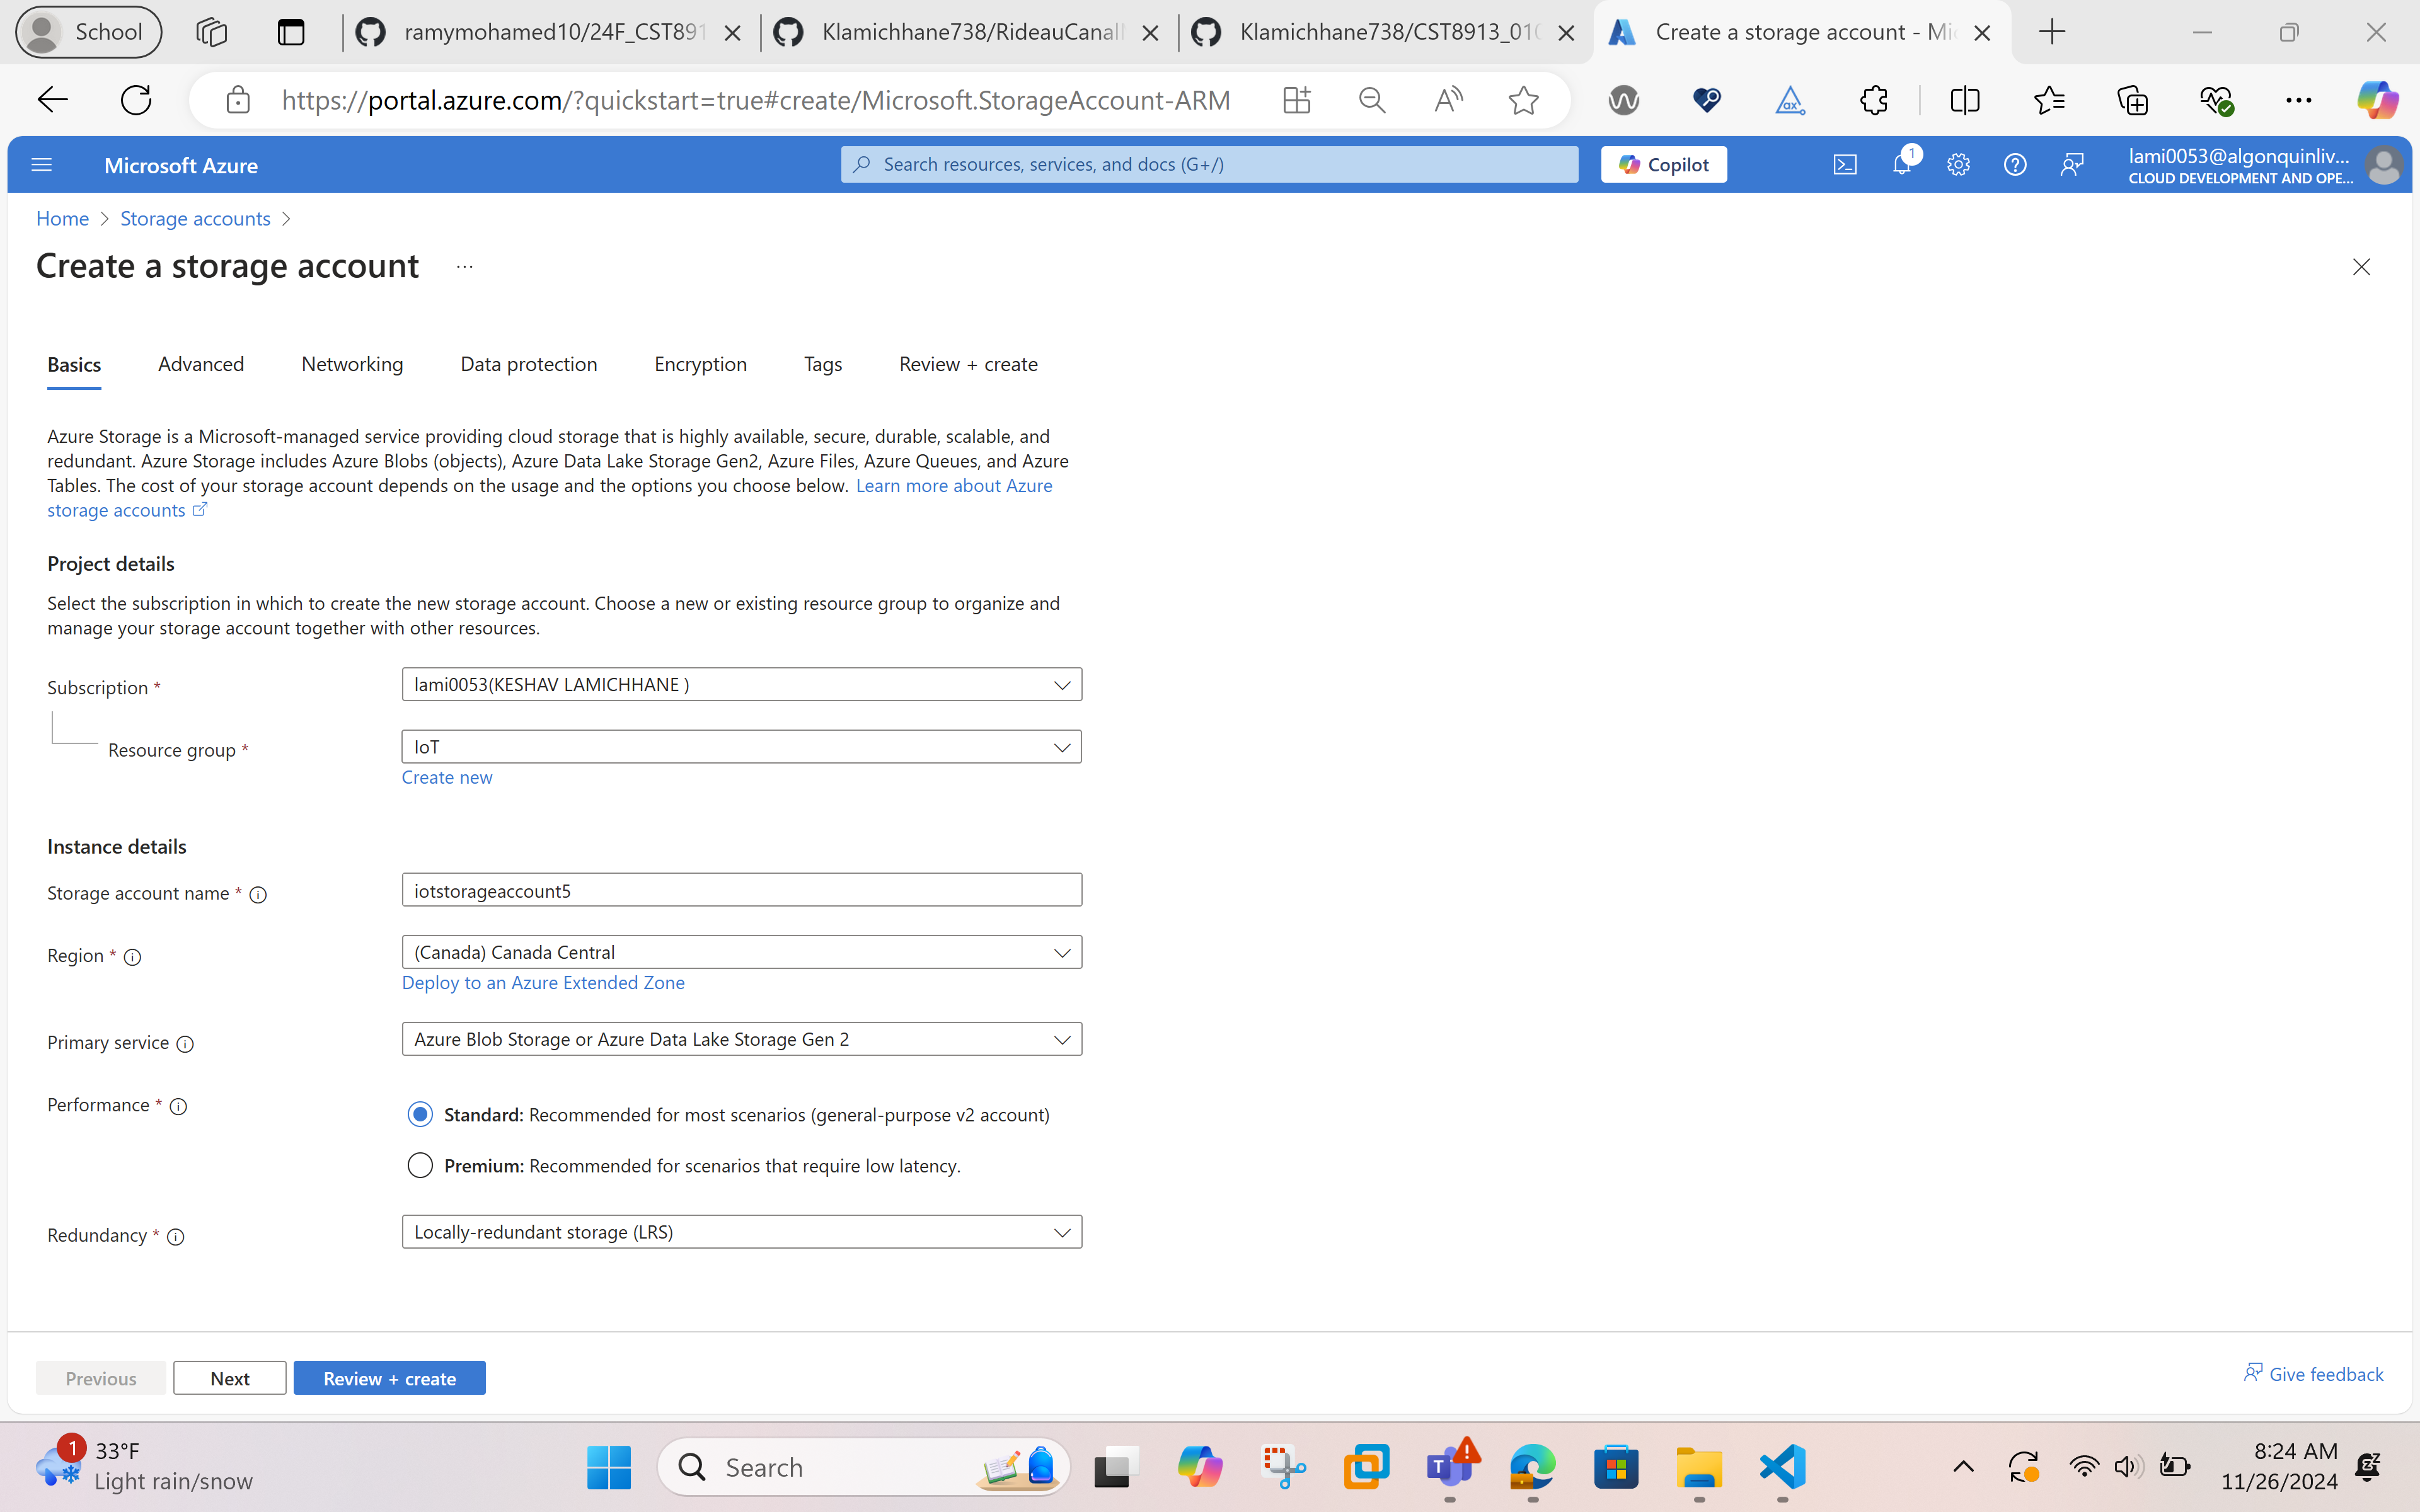 School
ramymohamed10/24F_CST891
Klamichhane738/RideauCanal
Klamichhane738/CST8913_010
Create a storage account - Mic
https://portal.azure.com/?quickstart=true#create/Microsoft.StorageAccount-ARM
Microsoft Azure
Search resources, services, and docs (G+/)
Copilot
1
lami0053@algonquinliv...
CLOUD DEVELOPMENT AND OPE...
Home > Storage accounts >
Create a storage account ...
Basics Advanced Networking Data protection Encryption Tags Review + create
Azure Storage is a Microsoft-managed service providing cloud storage that is highly available, secure, durable, scalable, and
redundant. Azure Storage includes Azure Blobs (objects), Azure Data Lake Storage Gen2, Azure Files, Azure Queues, and Azure
Tables. The cost of your storage account depends on the usage and the options you choose below. Learn more about Azure
storage accounts
Project details
Select the subscription in which to create the new storage account. Choose a new or existing resource group to organize and
manage your storage account together with other resources.
Subscription * lami0053(KESHAV LAMICHHANE )
Resource group * IoT
Create new
Instance details
Storage account name * iotstorageaccount5
Region * (Canada) Canada Central
Deploy to an Azure Extended Zone
Primary service Azure Blob Storage or Azure Data Lake Storage Gen 2
Performance * Standard: Recommended for most scenarios (general-purpose v2 account)
Premium: Recommended for scenarios that require low latency.
Redundancy * Locally-redundant storage (LRS)
Previous Next Review + create
Give feedback
1
33°F
Light rain/snow
Search
8:24 AM
11/26/2024